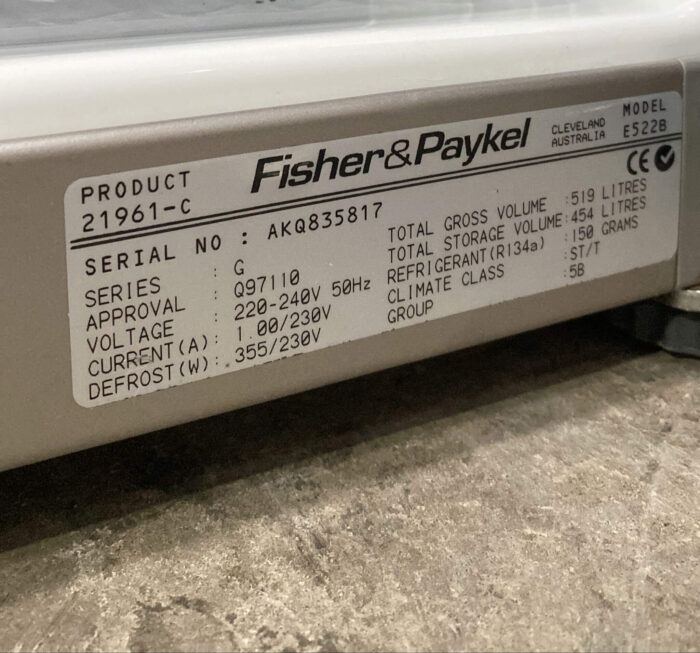 PRODUCT
21961-C
Fisher&Paykel
CLEVELAND
AUSTRALIA
MODEL
E522B
CE
SERIAL NO : AKQ835817
SERIES : G
APPROVAL : Q97110
VOLTAGE : 220-240V 50Hz
CURRENT(A): 1.00/230V
DEFROST(W): 355/230V
TOTAL GROSS VOLUME :519 LITRES
TOTAL STORAGE VOLUME:454 LITRES
REFRIGERANT(R134a) :150 GRAMS
CLIMATE CLASS :ST/T
GROUP :5B